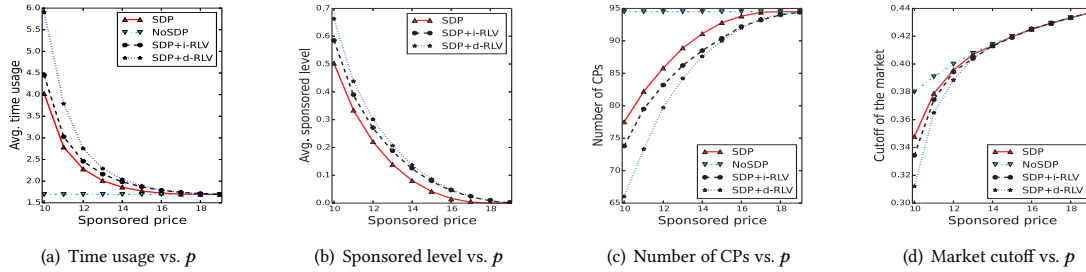 6.0
5.5
5.0
4.5
4.0
3.5
3.0
2.5
2.0
1.5
Avg. time usage
SDP
NoSDP
SDP+i-RLV
SDP+d-RLV
10 12 14 16 18
Sponsored price
(a) Time usage vs. p
0.7
0.6
0.5
0.4
0.3
0.2
0.1
0.0
Avg. sponsored level
SDP
SDP+i-RLV
SDP+d-RLV
10 12 14 16 18
Sponsored price
(b) Sponsored level vs. p
95
90
85
80
75
70
65
Number of CPs
SDP
NoSDP
SDP+i-RLV
SDP+d-RLV
10 12 14 16 18
Sponsored price
(c) Number of CPs vs. p
0.44
0.42
0.40
0.38
0.36
0.34
0.32
0.30
Cutoff of the market
SDP
NoSDP
SDP+i-RLV
SDP+d-RLV
10 12 14 16 18
Sponsored price
(d) Market cutoff vs. p